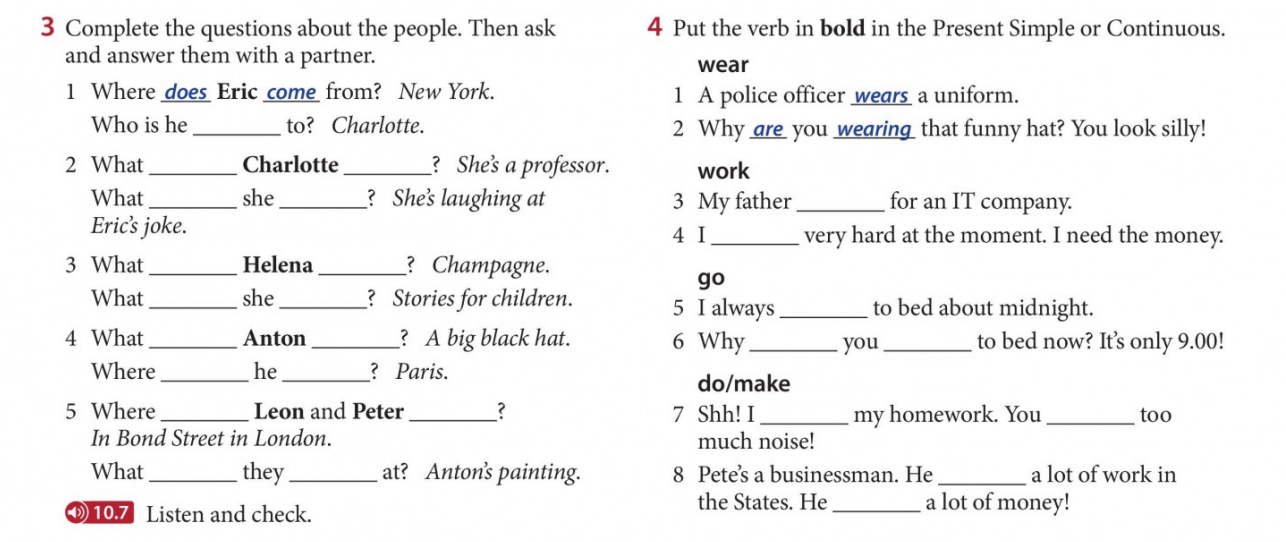 3 Complete the questions about the people. Then ask
and answer them with a partner.
1 Where does Eric come from? New York.
Who is he ________ to? Charlotte.
2 What ________ Charlotte ________? She's a professor.
What ________ she ________? She's laughing at
Eric's joke.
3 What ________ Helena ________? Champagne.
What ________ she ________? Stories for children.
4 What ________ Anton ________? A big black hat.
Where ________ he ________? Paris.
5 Where ________ Leon and Peter ________?
In Bond Street in London.
What ________ they ________ at? Anton's painting.
10.7 Listen and check.
4 Put the verb in bold in the Present Simple or Continuous.
wear
1 A police officer wears a uniform.
2 Why are you wearing that funny hat? You look silly!
work
3 My father ________ for an IT company.
4 I ________ very hard at the moment. I need the money.
go
5 I always ________ to bed about midnight.
6 Why ________ you ________ to bed now? It's only 9.00!
do/make
7 Shh! I ________ my homework. You ________ too
much noise!
8 Pete's a businessman. He ________ a lot of work in
the States. He ________ a lot of money!